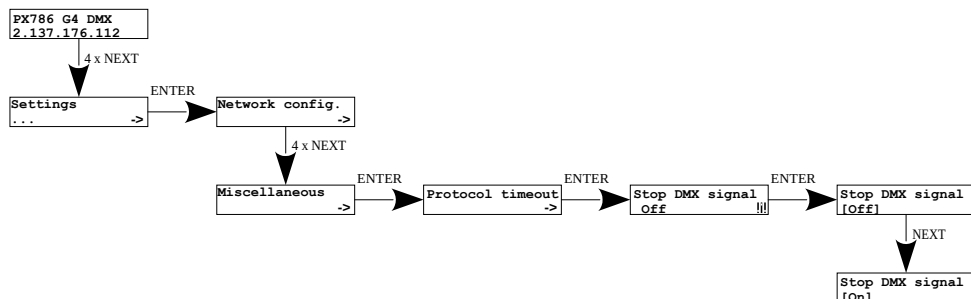 PX786 G4 DMX
2.137.176.112
4 x NEXT
Settings
... ->
ENTER
Network config.
->
4 x NEXT
Miscellaneous
->
ENTER
Protocol timeout
->
ENTER
Stop DMX signal
Off !i!
ENTER
Stop DMX signal
[Off]
NEXT
Stop DMX signal
[On]